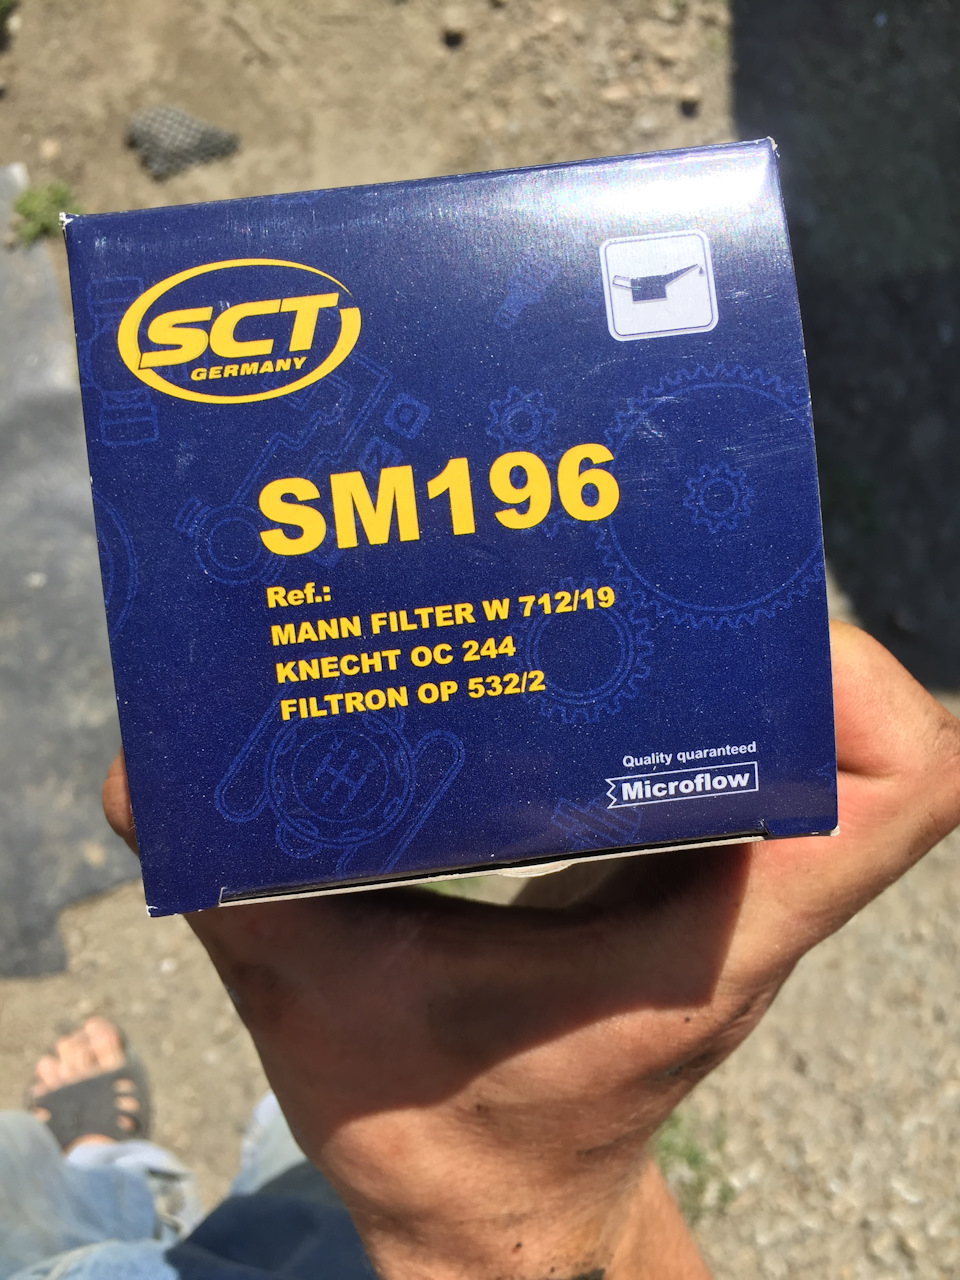 SCT
GERMANY
SM196
Ref.:
MANN FILTER W 712/19
KNECHT OC 244
FILTRON OP 532/2
Quality quaranteed
Microflow